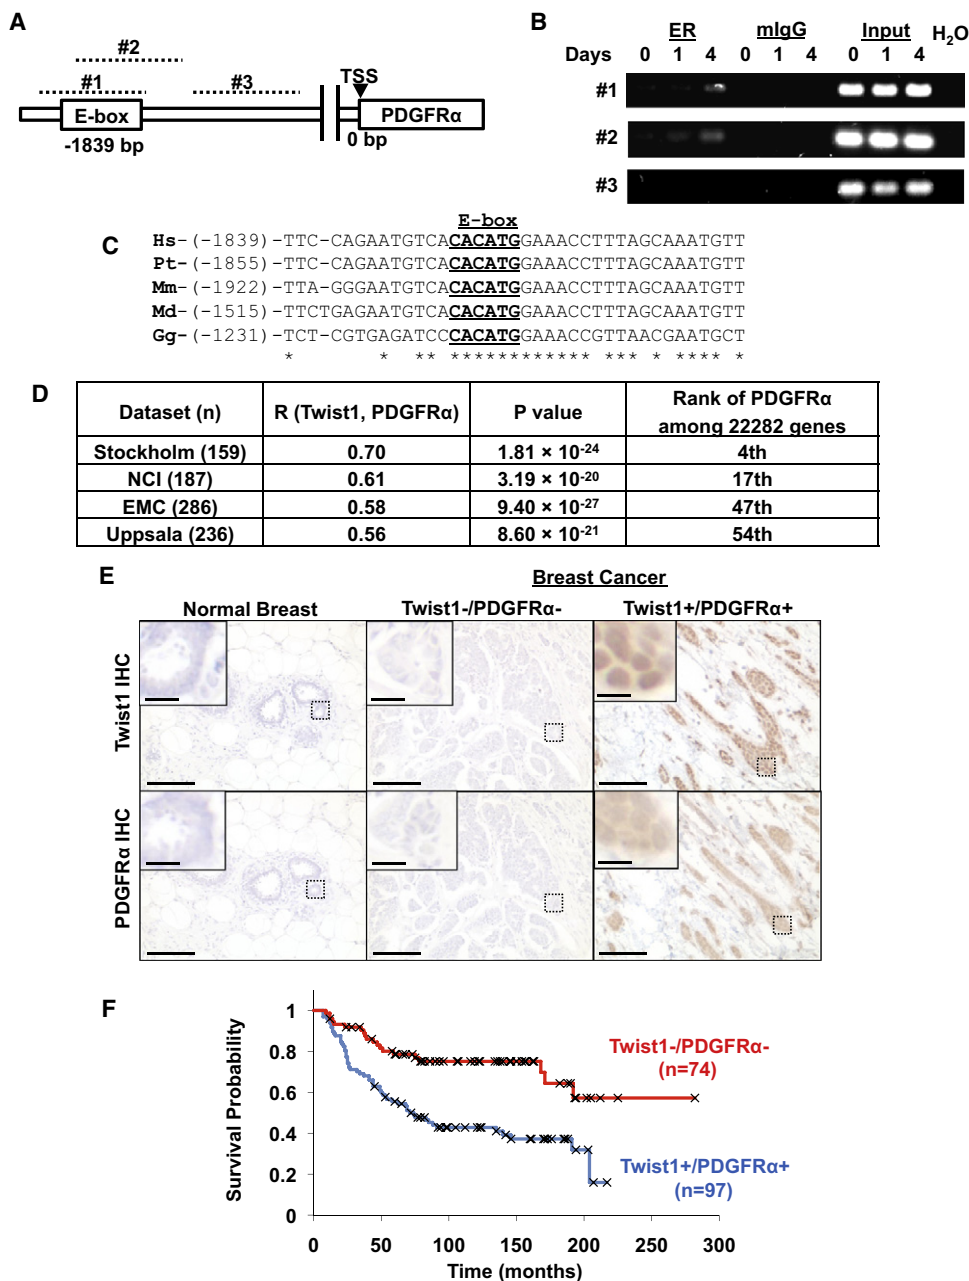 A
#2
#1
#3
TSS
E-box
PDGFRα
-1839 bp
0 bp
B
ER mIgG Input H2O
Days 0 1 4 0 1 4 0 1 4
#1
#2
#3
C
E-box
Hs-(-1839)-TTC-CAGAATGTCACACATGGAAACCTTTAGCAAATGTT
Pt-(-1855)-TTC-CAGAATGTCACACATGGAAACCTTTAGCAAATGTT
Mm-(-1922)-TTA-GGGAATGTCACACATGGAAACCTTTAGCAAATGTT
Md-(-1515)-TTCTGAGAATGTCACACATGGAAACCTTTAGCAAATGTT
Gg-(-1231)-TCT-CGTGAGATCCCACATGGAAACCGTTAACGAATGCT
* * ** ************* *** * **** *
D
Dataset (n) R (Twist1, PDGFRα) P value Rank of PDGFRα among 22282 genes
Stockholm (159) 0.70 1.81 × 10-24 4th
NCI (187) 0.61 3.19 × 10-20 17th
EMC (286) 0.58 9.40 × 10-27 47th
Uppsala (236) 0.56 8.60 × 10-21 54th
E
Breast Cancer
Normal Breast Twist1-/PDGFRα- Twist1+/PDGFRα+
Twist1 IHC
PDGFRα IHC
F
Survival Probability
1
0.8
0.6
0.4
0.2
0
Twist1-/PDGFRα-
(n=74)
Twist1+/PDGFRα+
(n=97)
0 50 100 150 200 250 300
Time (months)